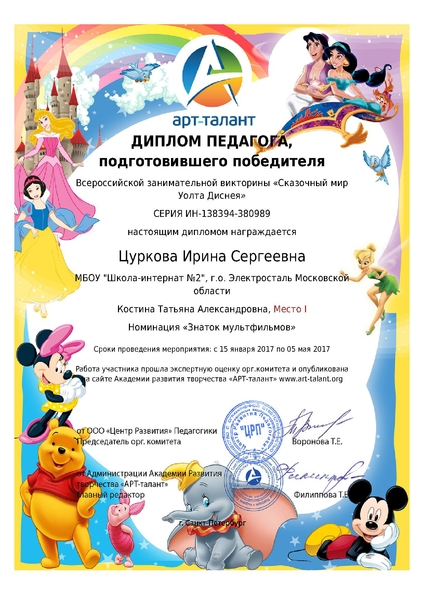 АРТ-ТАЛАНТ
ДИПЛОМ ПЕДАГОГА,
подготовившего победителя
Всероссийской занимательной викторины «Сказочный мир
Уолта Диснея»
СЕРИЯ ИН-138394-380989
настоящим дипломом награждается
Цуркова Ирина Сергеевна
МБОУ "Школа-интернат №2", г.о. Электросталь Московской
области
Костина Татьяна Александровна, Место I
Номинация «Знаток мультфильмов»
Сроки проведения мероприятия: с 15 января 2017 по 05 мая 2017
Работа участника прошла экспертную оценку орг.комитета и опубликована
на сайте Академии развития творчества «АРТ-талант» www.art-talant.org
от ООО «Центр Развития» Педагогики
Председатель орг. комитета Воронова Т.Е.
"ЦРП"
от Администрации Академии Развития
творчества «АРТ-талант»
Главный редактор Филиппова Т.Е
г. Санкт-Петербург